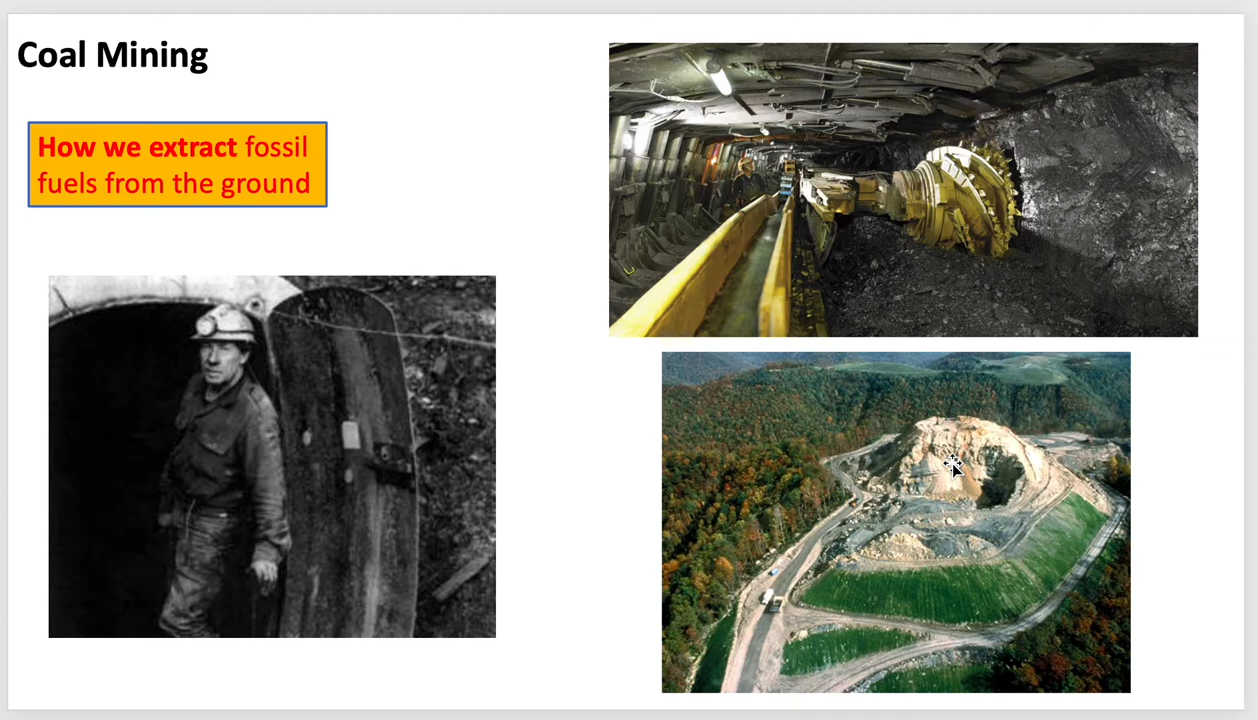 Coal Mining
How we extract fossil
fuels from the ground